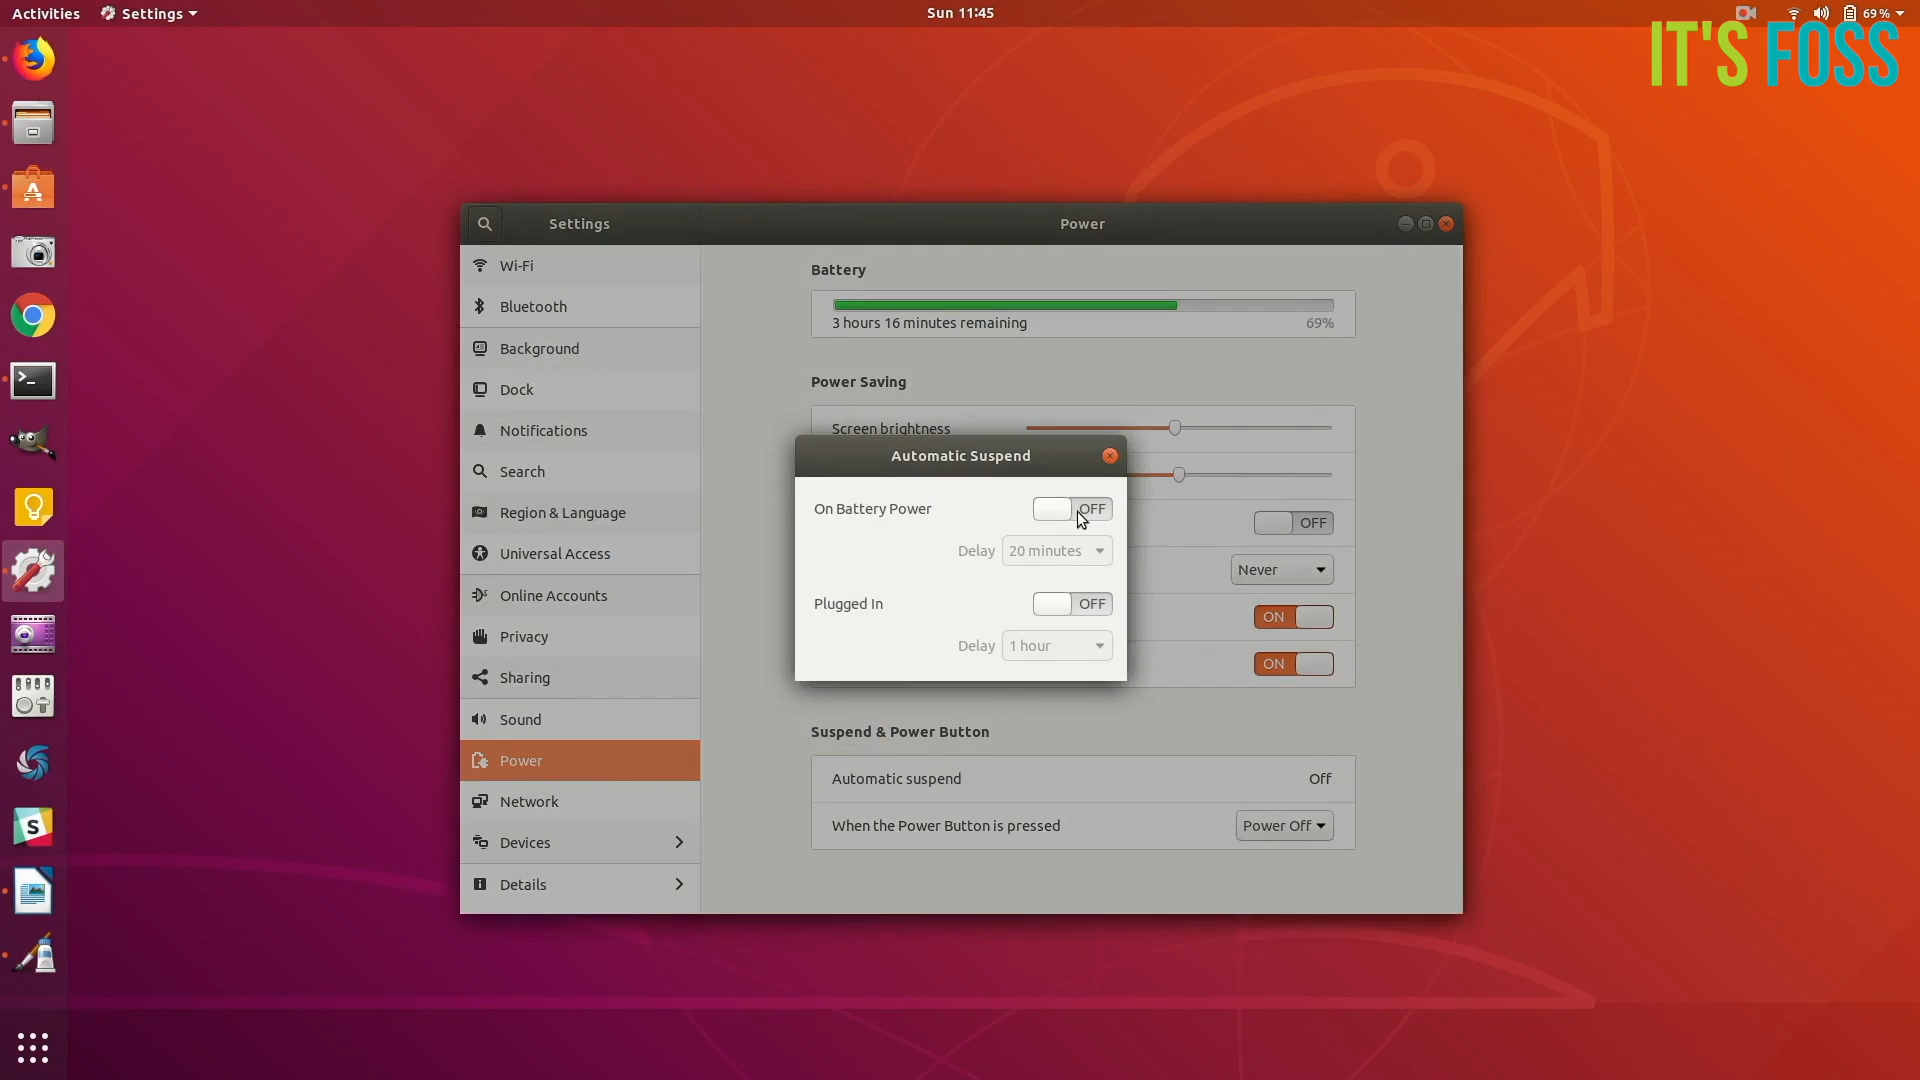 Activities Settings Sun 11:45 69 %
IT'S FOSS
Settings Power
Wi-Fi
Bluetooth
Background
Dock
Notifications
Search
Region & Language
Universal Access
Online Accounts
Privacy
Sharing
Sound
Power
Network
Devices
Details
Battery
3 hours 16 minutes remaining 69%
Power Saving
Screen brightness
OFF
Never
ON
ON
Automatic Suspend
On Battery Power OFF
Delay 20 minutes
Plugged In OFF
Delay 1 hour
Suspend & Power Button
Automatic suspend Off
When the Power Button is pressed Power Off
A
>_
S